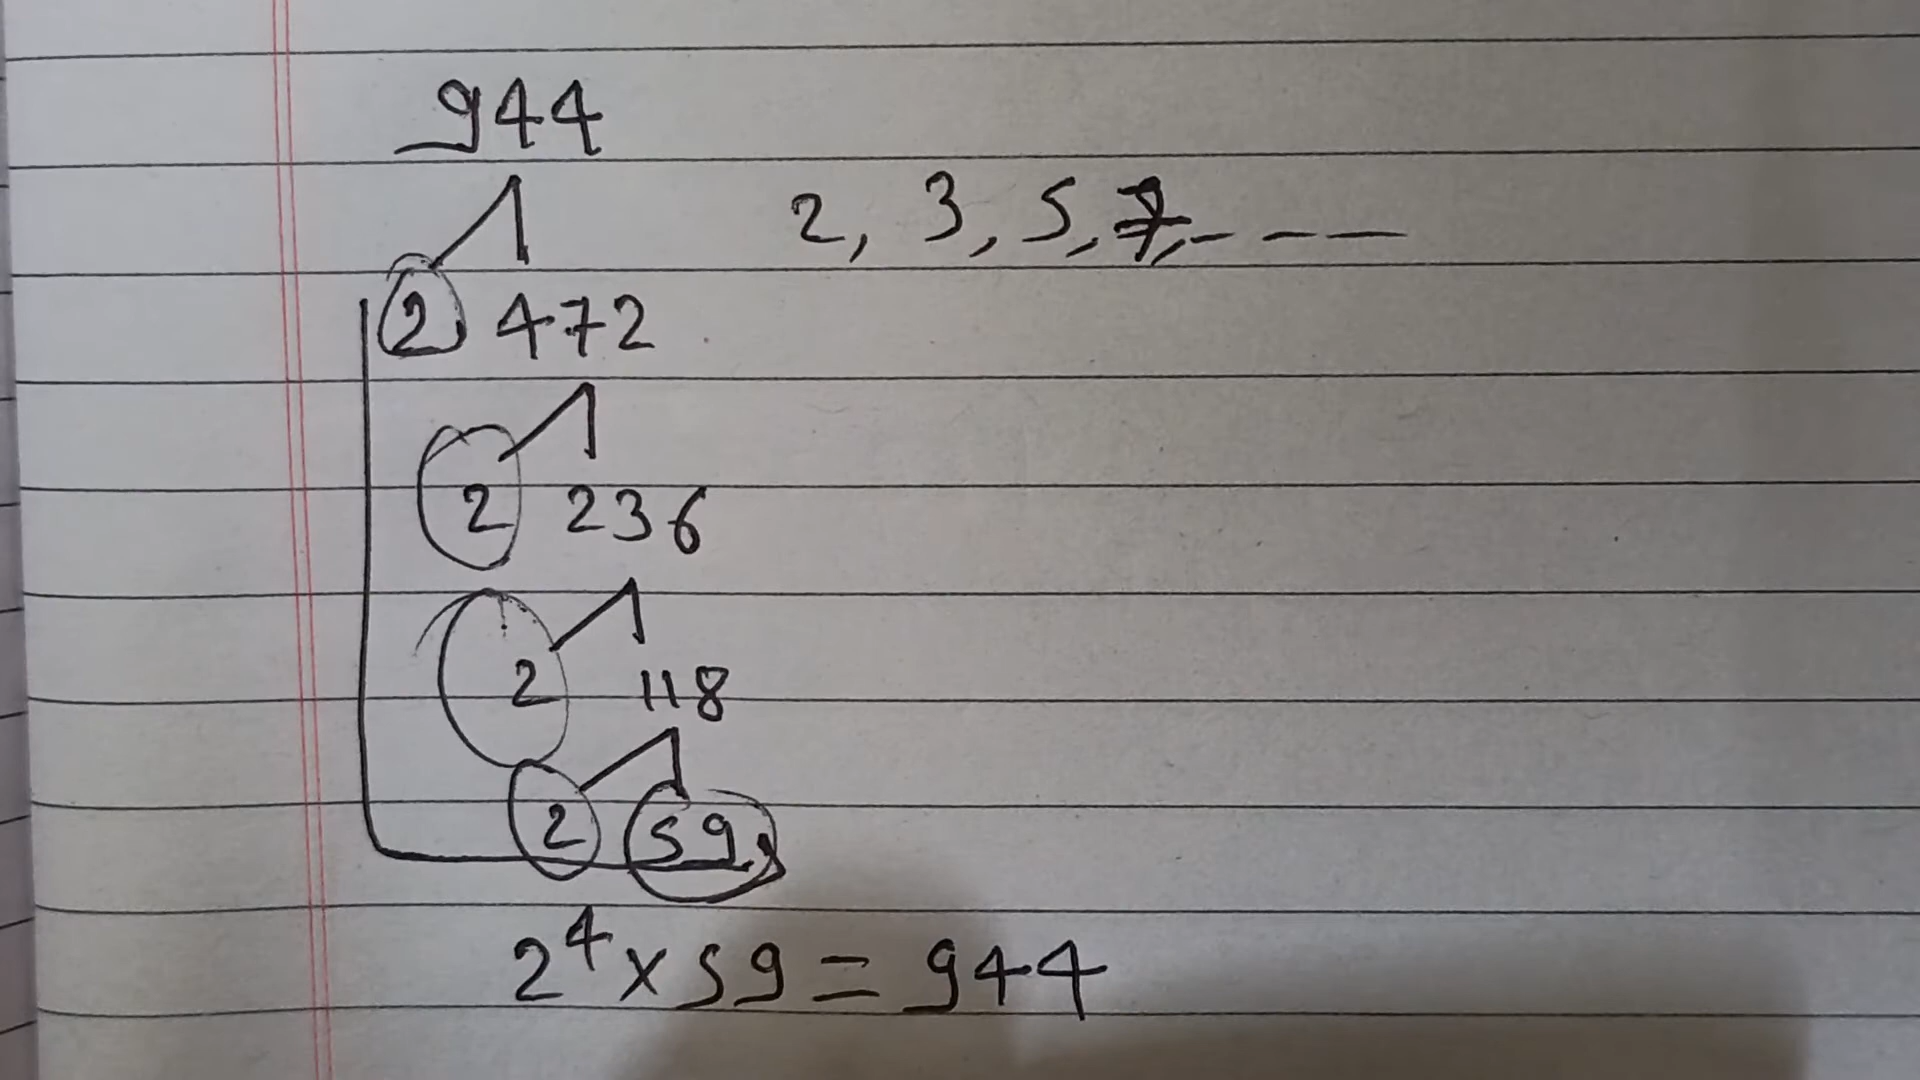 944
2, 3, 5, 7, - - -
2 472
2 236
2 118
2 59
2⁴ × 59 = 944